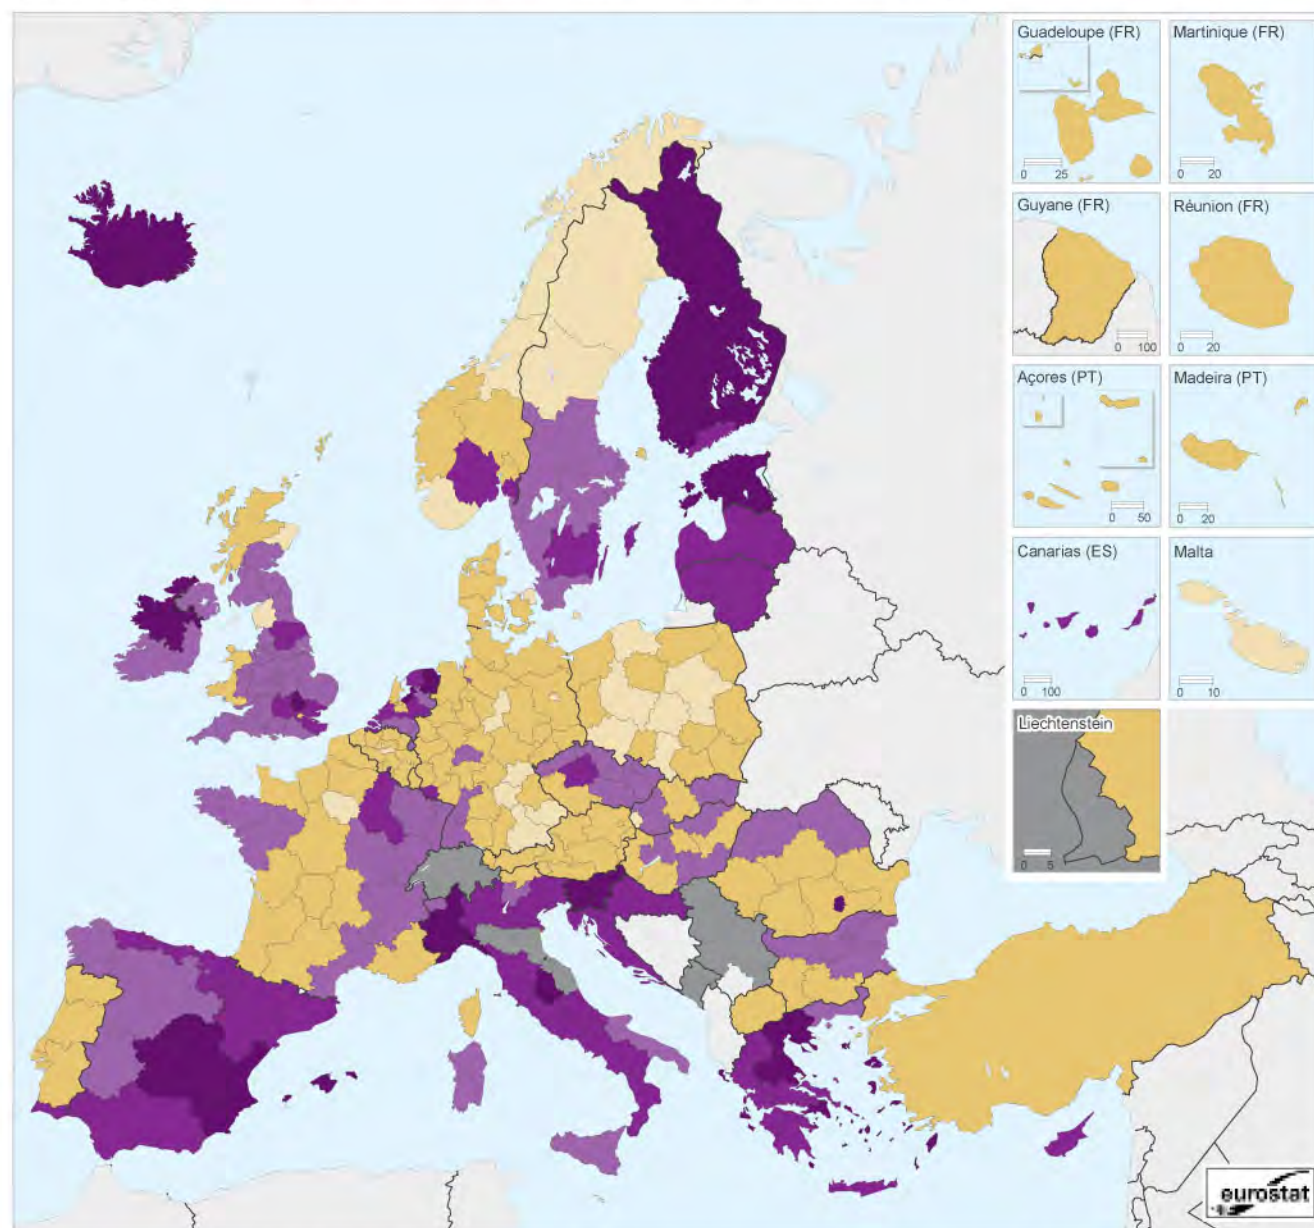 Guadeloupe (FR)
Martinique (FR)
0 25
0 20
Guyane (FR)
Réunion (FR)
0 100
0 20
Açores (PT)
Madeira (PT)
0 50
0 20
Canarias (ES)
Malta
0 100
0 10
Liechtenstein
0 5
eurostat